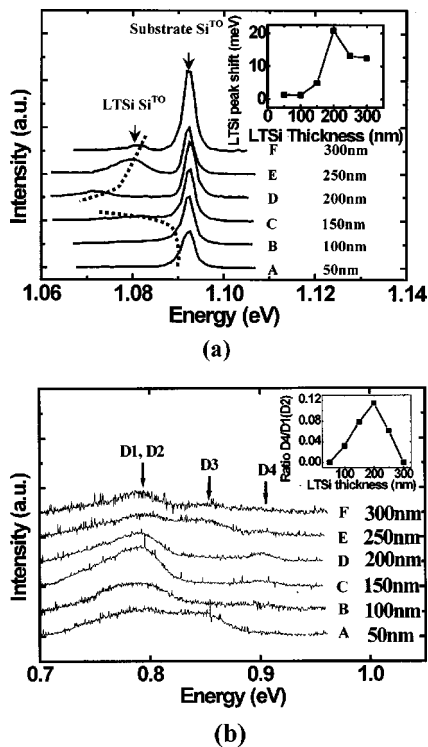 (a)
Substrate Si^TO
LTSi Si^TO
LTSi peak shift (meV)
20
15
10
5
0
0 100 200 300
LTSi Thickness (nm)
F 300nm
E 250nm
D 200nm
C 150nm
B 100nm
A 50nm
Intensity (a.u.)
1.06 1.08 1.10 1.12 1.14
Energy (eV)
(a)
D1, D2
D3
D4
Ratio D4/D1(D2)
0.12
0.08
0.04
0.00
100 200 300
LTSi thickness (nm)
F 300nm
E 250nm
D 200nm
C 150nm
B 100nm
A 50nm
Intensity (a.u.)
0.7 0.8 0.9 1.0
Energy (eV)
(b)